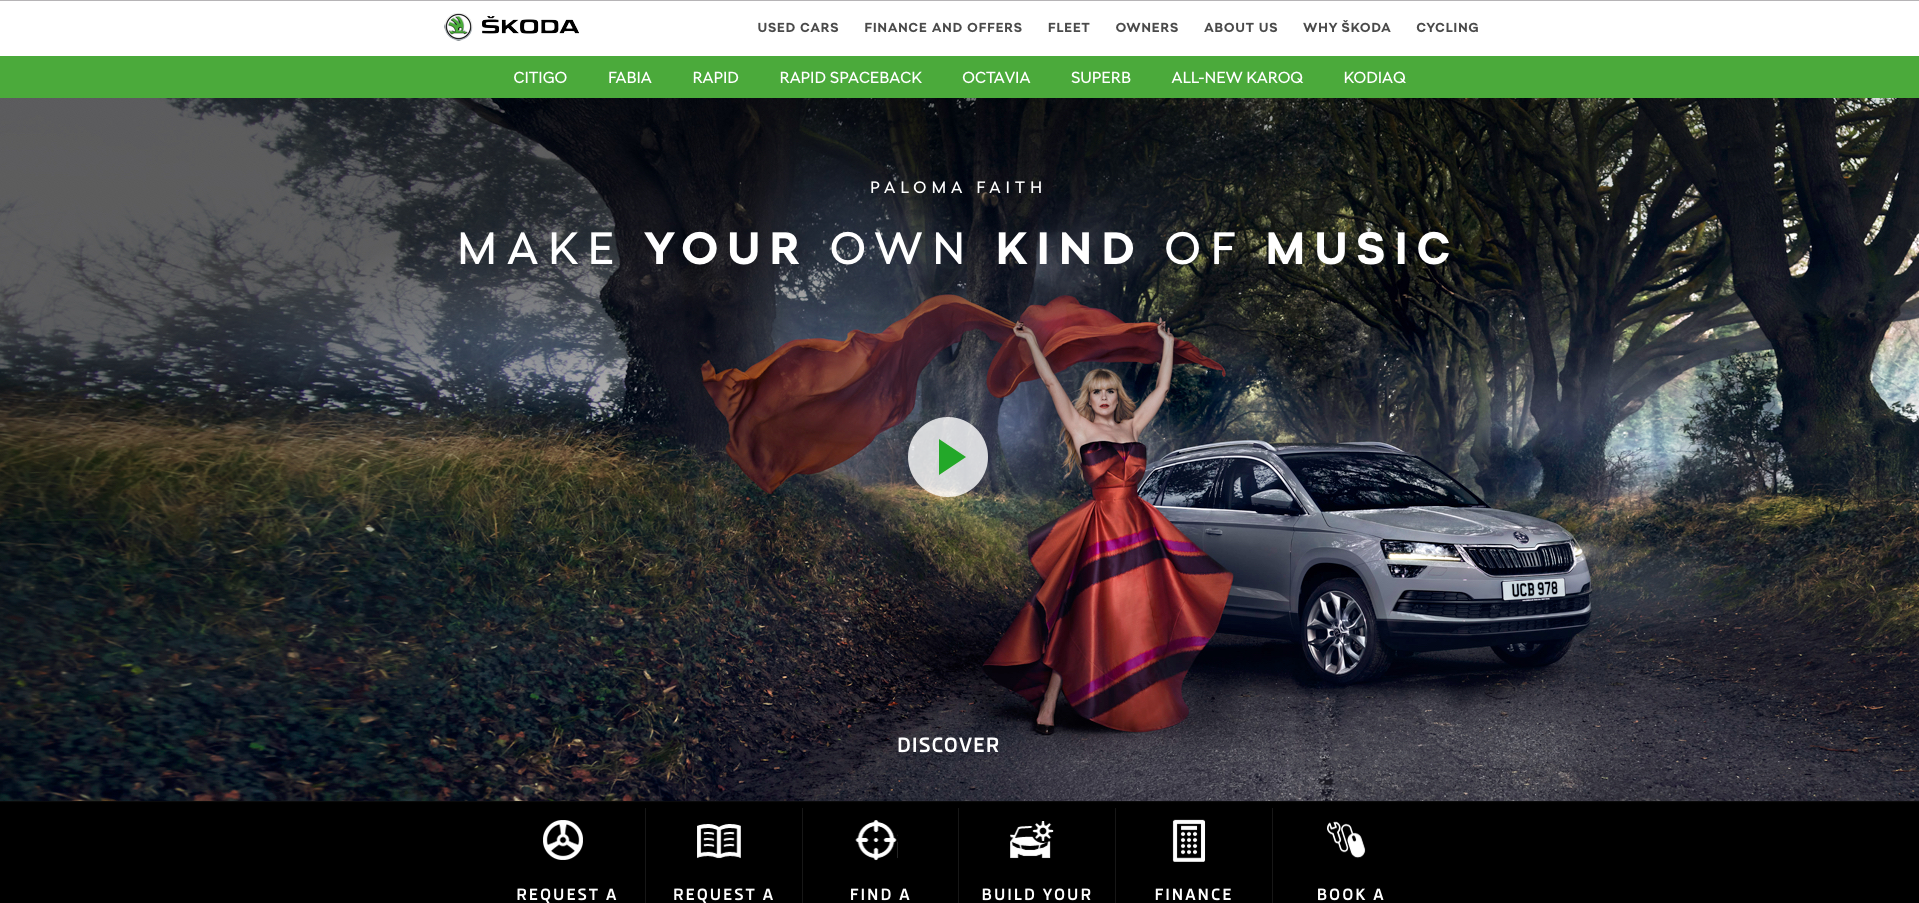 ŠKODA
USED CARS FINANCE AND OFFERS FLEET OWNERS ABOUT US WHY ŠKODA CYCLING
CITIGO FABIA RAPID RAPID SPACEBACK OCTAVIA SUPERB ALL-NEW KAROQ KODIAQ
PALOMA FAITH
MAKE YOUR OWN KIND OF MUSIC
UCB 978
DISCOVER
REQUEST A REQUEST A FIND A BUILD YOUR FINANCE BOOK A